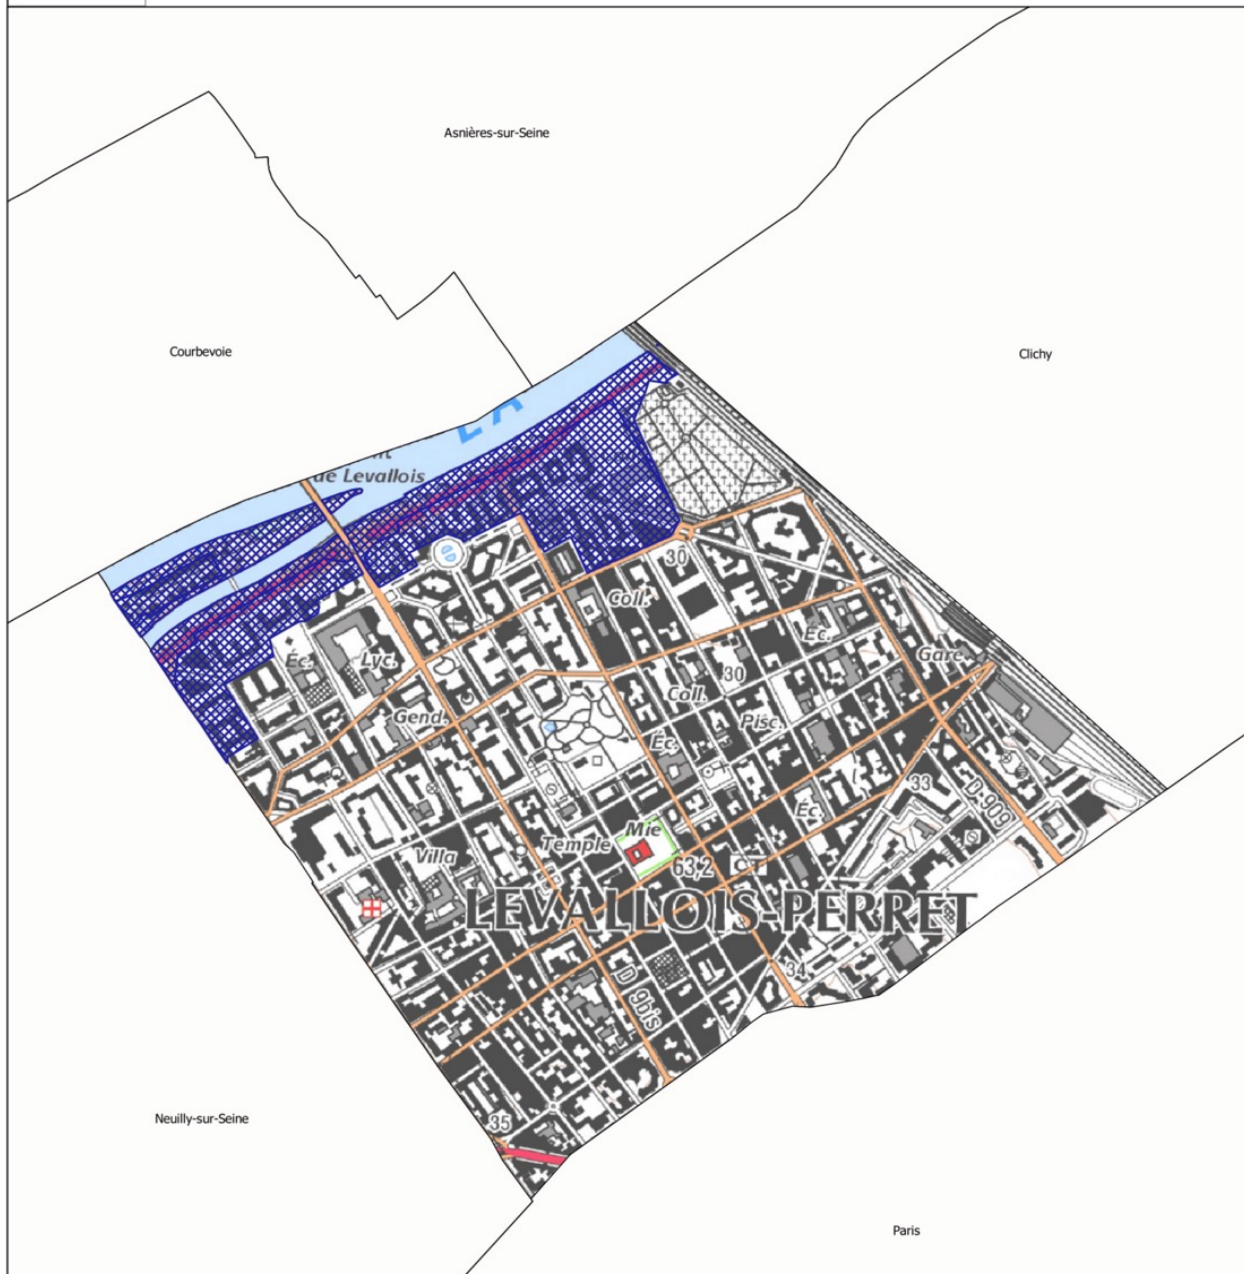 Asnières-sur-Seine
Courbevoie
Clichy
LA
de Levallois
30
Coll.
Éc.
Éc.
Lyc.
Gare
30
Coll.
Gend.
Pisc.
Éc.
33
D 909
Éc.
Mie
Temple
Villa
63,2
LEVALLOIS-PERRET
34
D 9bis
35
Neuilly-sur-Seine
Paris